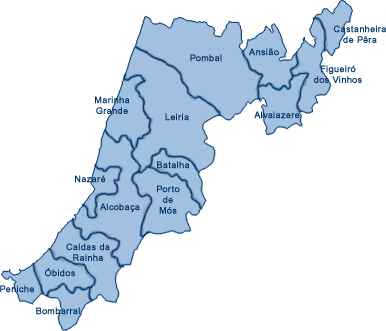 Castanheira
de Pêra
Ansião
Pombal
Figueiró
dos Vinhos
Marinha
Grande
Leiria
Alvaiazere
Batalha
Nazaré
Porto
de
Mós
Alcobaça
Caldas da
Rainha
Óbidos
Peniche
Bombarral